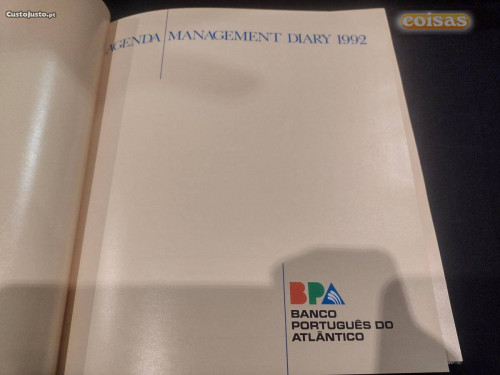 CustoJusto.pt
coisas
AGENDA MANAGEMENT DIARY 1992
BPA
BANCO
PORTUGUÊS DO
ATLÂNTICO